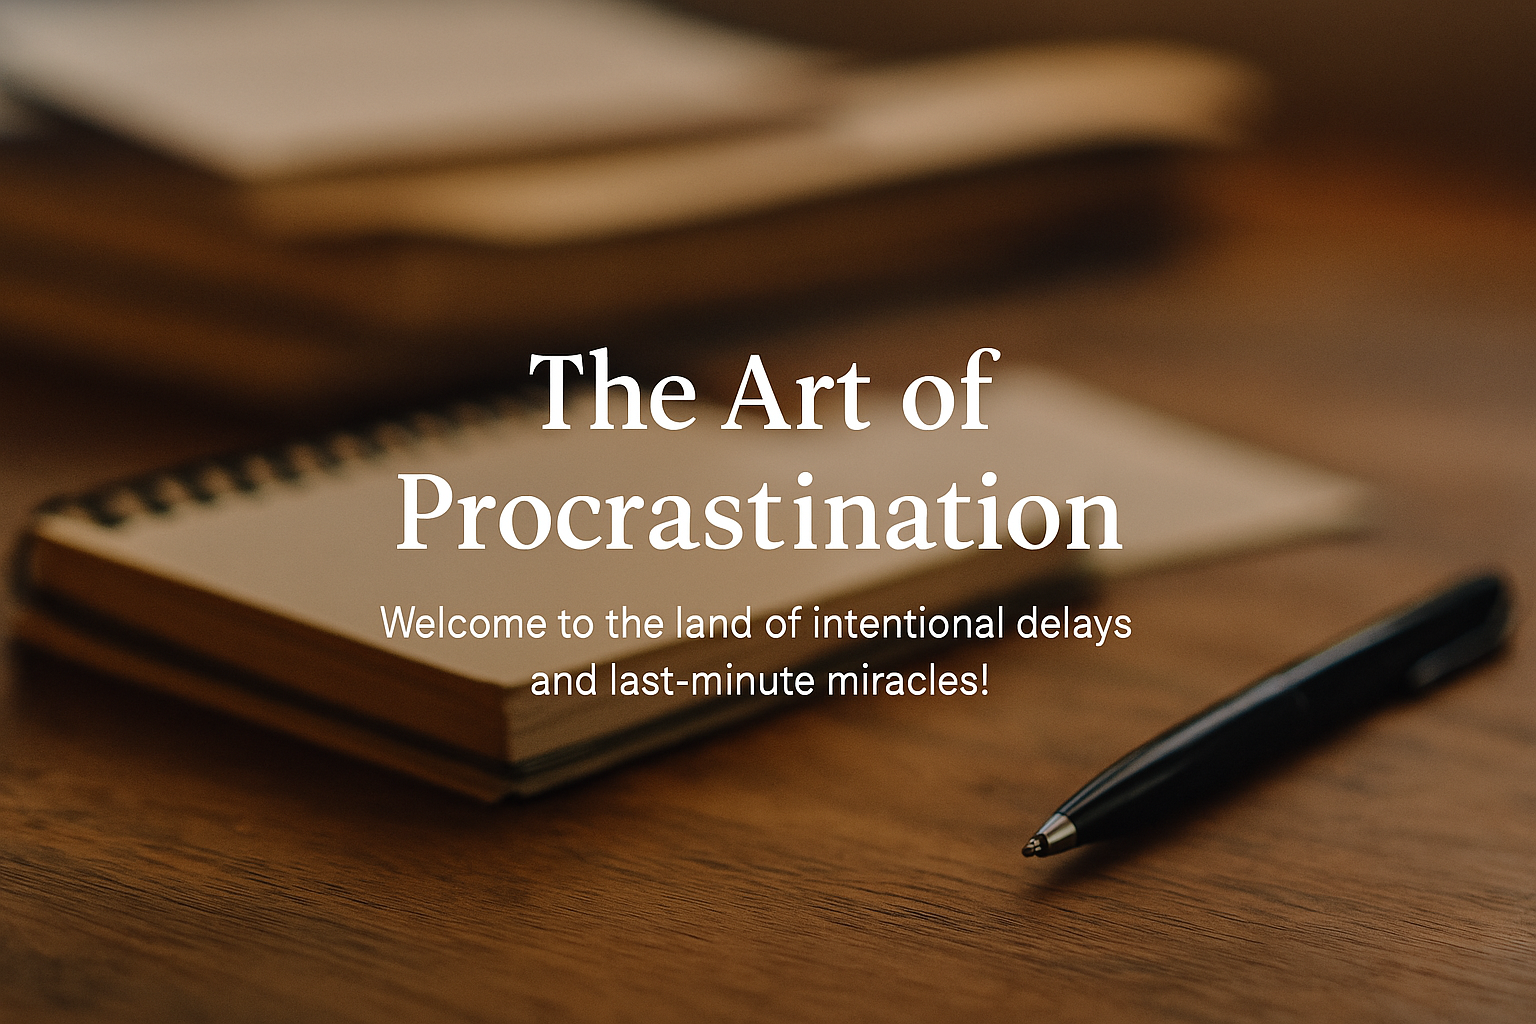 The Art of
Procrastination
Welcome to the land of intentional delays
and last-minute miracles!